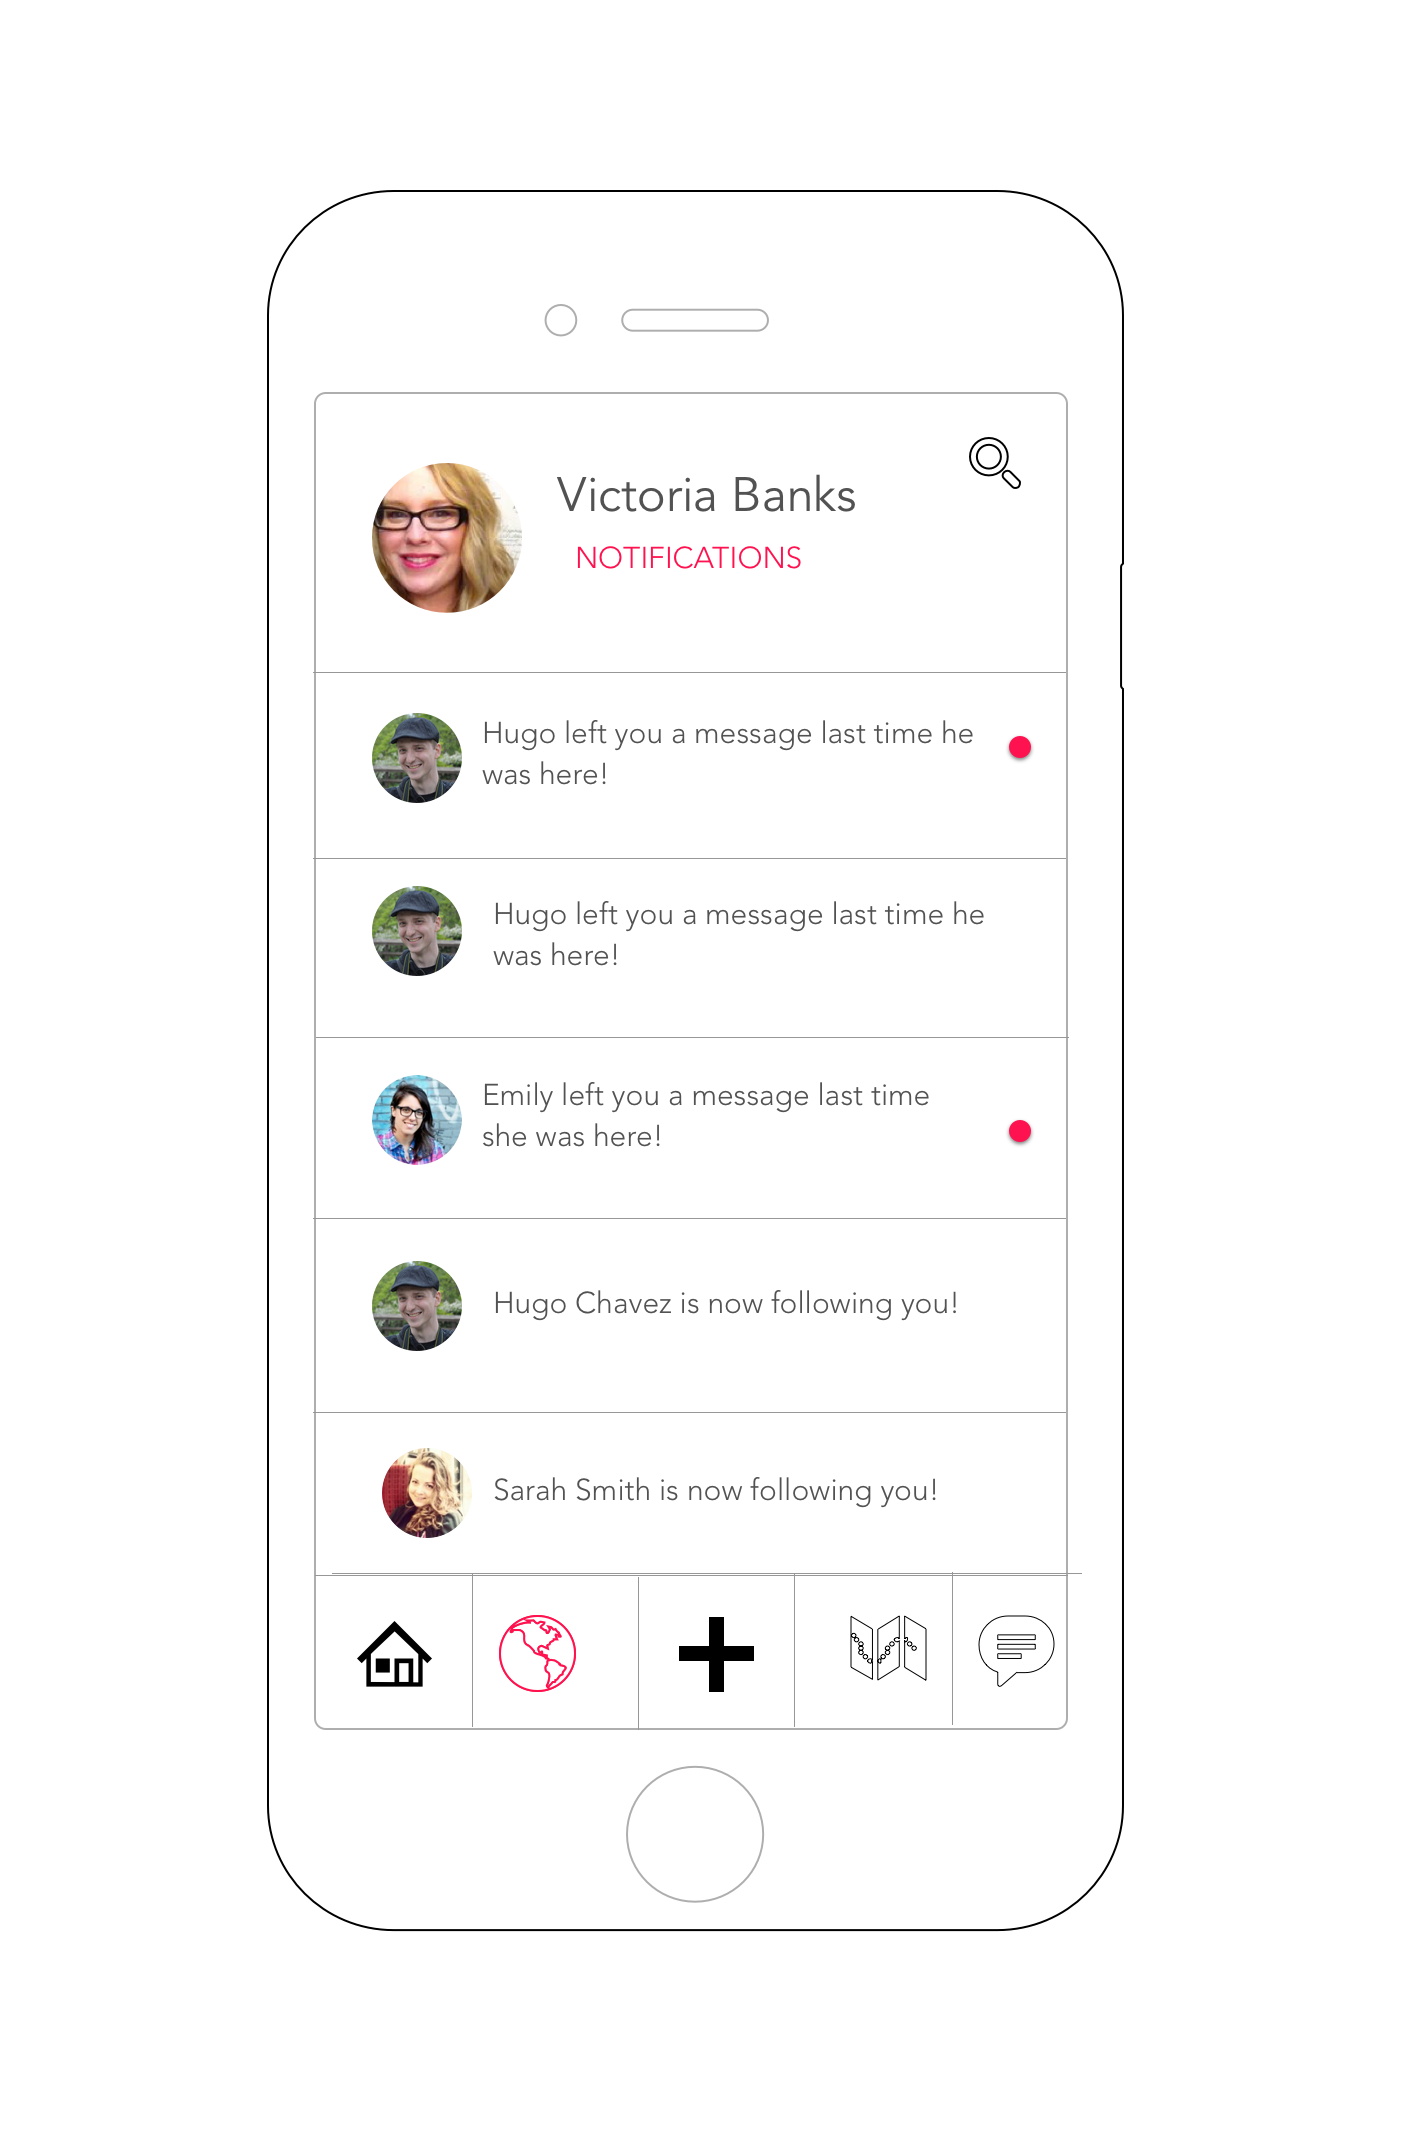 Victoria Banks
NOTIFICATIONS
Hugo left you a message last time he
was here!
Hugo left you a message last time he
was here!
Emily left you a message last time
she was here!
Hugo Chavez is now following you!
Sarah Smith is now following you!